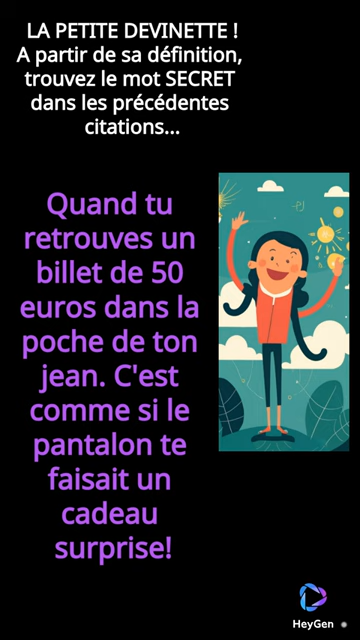 LA PETITE DEVINETTE !
A partir de sa définition,
trouvez le mot SECRET
dans les précédentes
citations...
Quand tu
retrouves un
billet de 50
euros dans la
poche de ton
jean. C'est
comme si le
pantalon te
faisait un
cadeau
surprise!
HeyGen